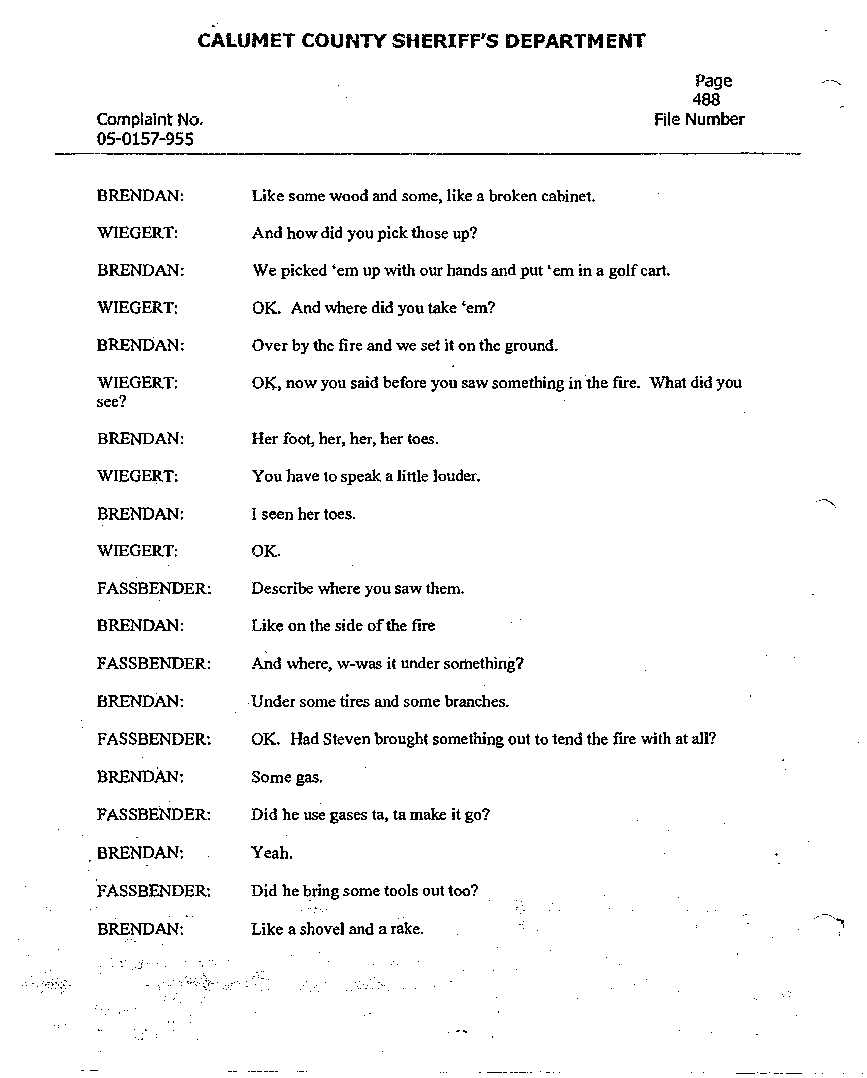 CALUMET COUNTY SHERIFF'S DEPARTMENT
Page
488
Complaint No. File Number
05-0157-955
BRENDAN: Like some wood and some, like a broken cabinet.
WIEGERT: And how did you pick those up?
BRENDAN: We picked ‘em up with our hands and put ‘em in a golf cart.
WIEGERT: OK. And where did you take ‘em?
BRENDAN: Over by the fire and we set it on the ground.
WIEGERT: OK, now you said before you saw something in the fire. What did you
see?
BRENDAN: Her foot, her, her, her toes.
WIEGERT: You have to speak a little louder.
BRENDAN: I seen her toes.
WIEGERT: OK.
FASSBENDER: Describe where you saw them.
BRENDAN: Like on the side of the fire
FASSBENDER: And where, w-was it under something?
BRENDAN: Under some tires and some branches.
FASSBENDER: OK. Had Steven brought something out to tend the fire with at all?
BRENDAN: Some gas.
FASSBENDER: Did he use gases ta, ta make it go?
BRENDAN: Yeah.
FASSBENDER: Did he bring some tools out too?
BRENDAN: Like a shovel and a rake.